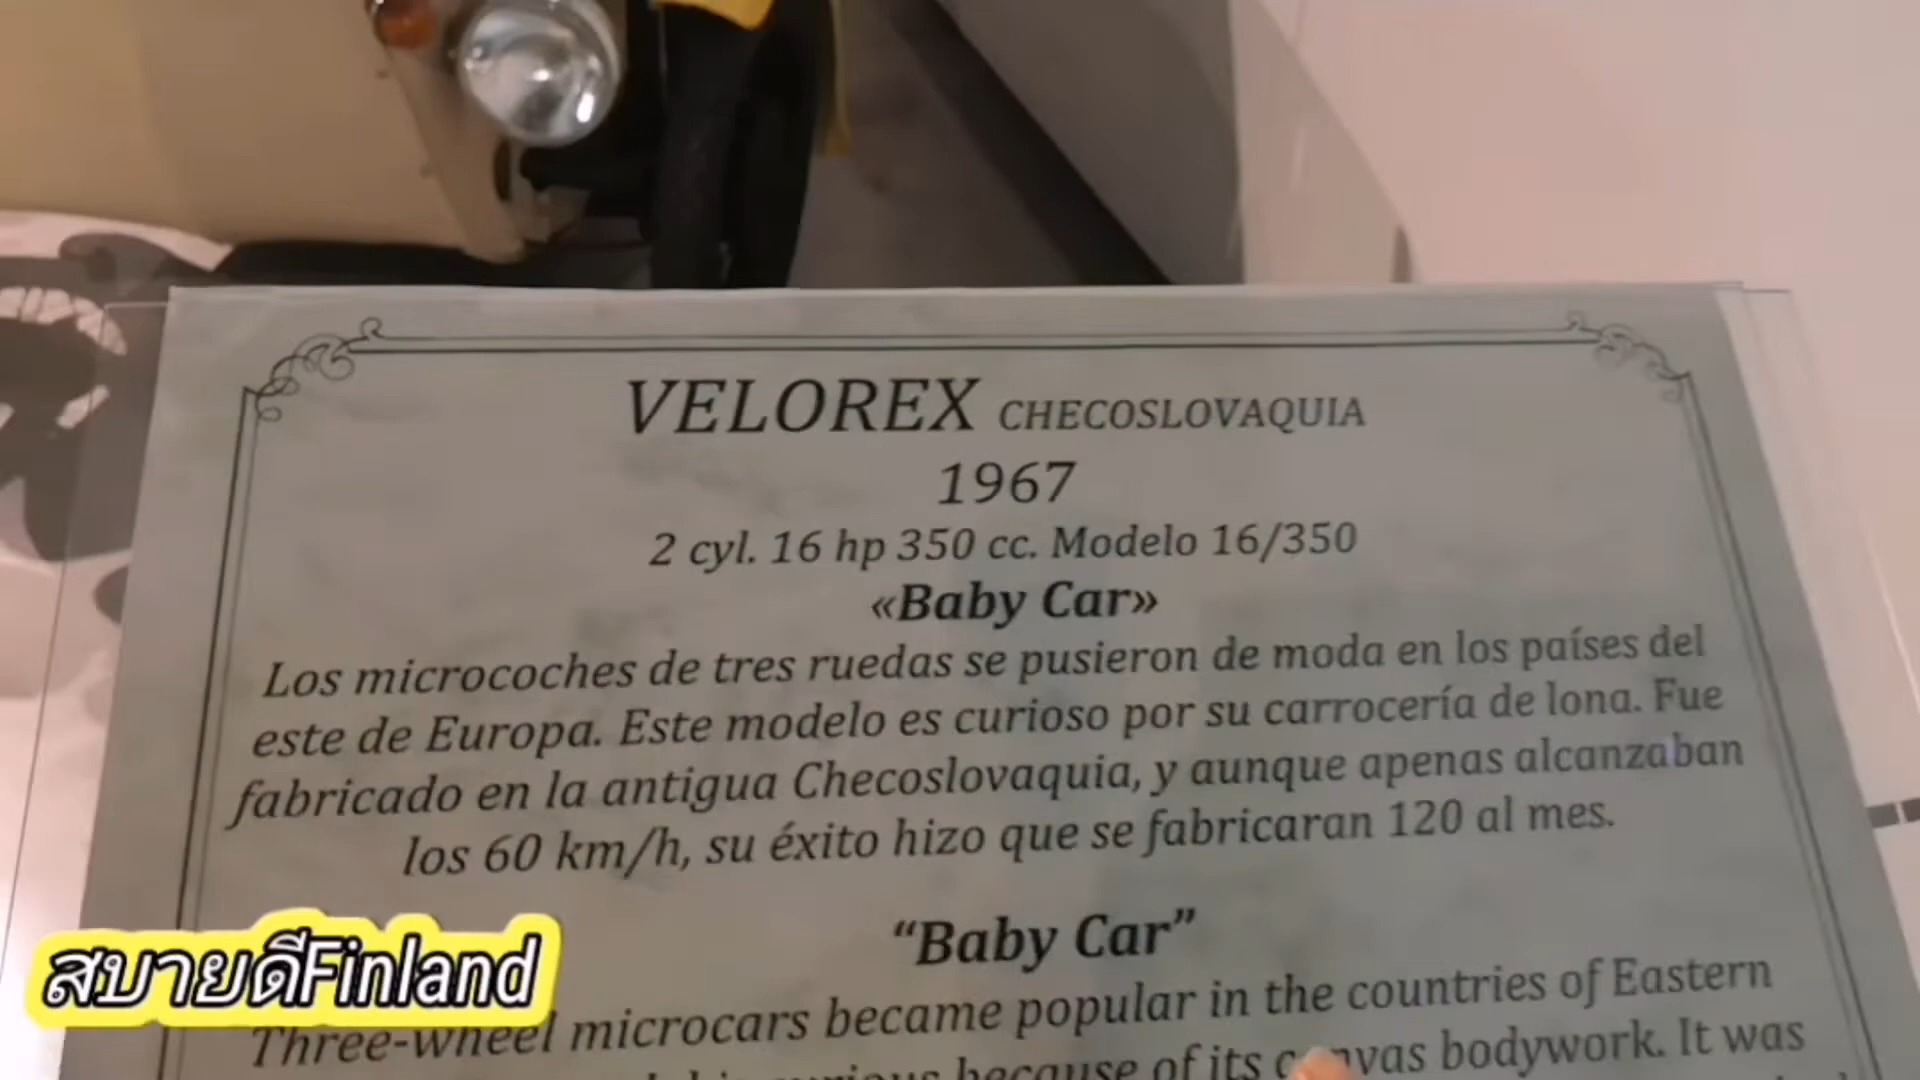 VELOREX CHECOSLOVAQUIA
1967
2 cyl. 16 hp 350 cc. Modelo 16/350
«Baby Car»
Los microcoches de tres ruedas se pusieron de moda en los países del
este de Europa. Este modelo es curioso por su carrocería de lona. Fue
fabricado en la antigua Checoslovaquia, y aunque apenas alcanzaban
los 60 km/h, su éxito hizo que se fabricaran 120 al mes.
“Baby Car”
Three-wheel microcars became popular in the countries of Eastern
because of its canvas bodywork. It was
สบายดีFinland